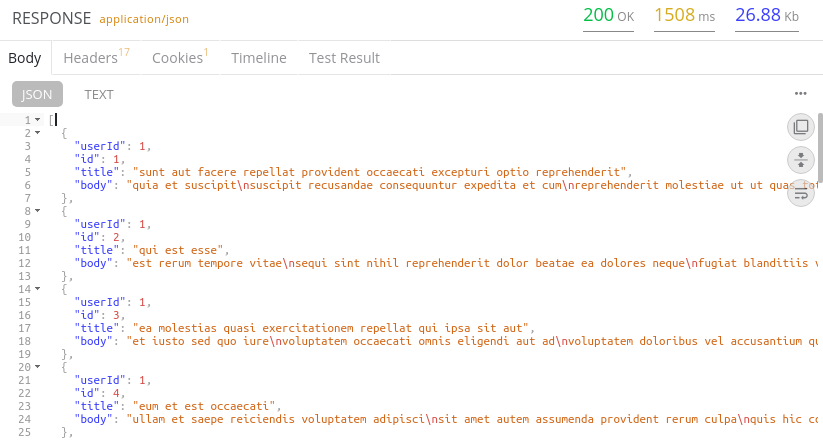 RESPONSE application/json 200 OK 1508 ms 26.88 Kb
Body Headers17 Cookies1 Timeline Test Result
JSON TEXT
1 [
2 {
3 "userId": 1,
4 "id": 1,
5 "title": "sunt aut facere repellat provident occaecati excepturi optio reprehenderit",
6 "body": "quia et suscipit\nsuscipit recusandae consequuntur expedita et cum\nreprehenderit molestiae ut ut quas tot
7 },
8 {
9 "userId": 1,
10 "id": 2,
11 "title": "qui est esse",
12 "body": "est rerum tempore vitae\nsequi sint nihil reprehenderit dolor beatae ea dolores neque\nfugiat blanditiis v
13 },
14 {
15 "userId": 1,
16 "id": 3,
17 "title": "ea molestias quasi exercitationem repellat qui ipsa sit aut",
18 "body": "et iusto sed quo iure\nvoluptatem occaecati omnis eligendi aut ad\nvoluptatem doloribus vel accusantium qu
19 },
20 {
21 "userId": 1,
22 "id": 4,
23 "title": "eum et est occaecati",
24 "body": "ullam et saepe reiciendis voluptatem adipisci\nsit amet autem assumenda provident rerum culpa\nquis hic co
25 },